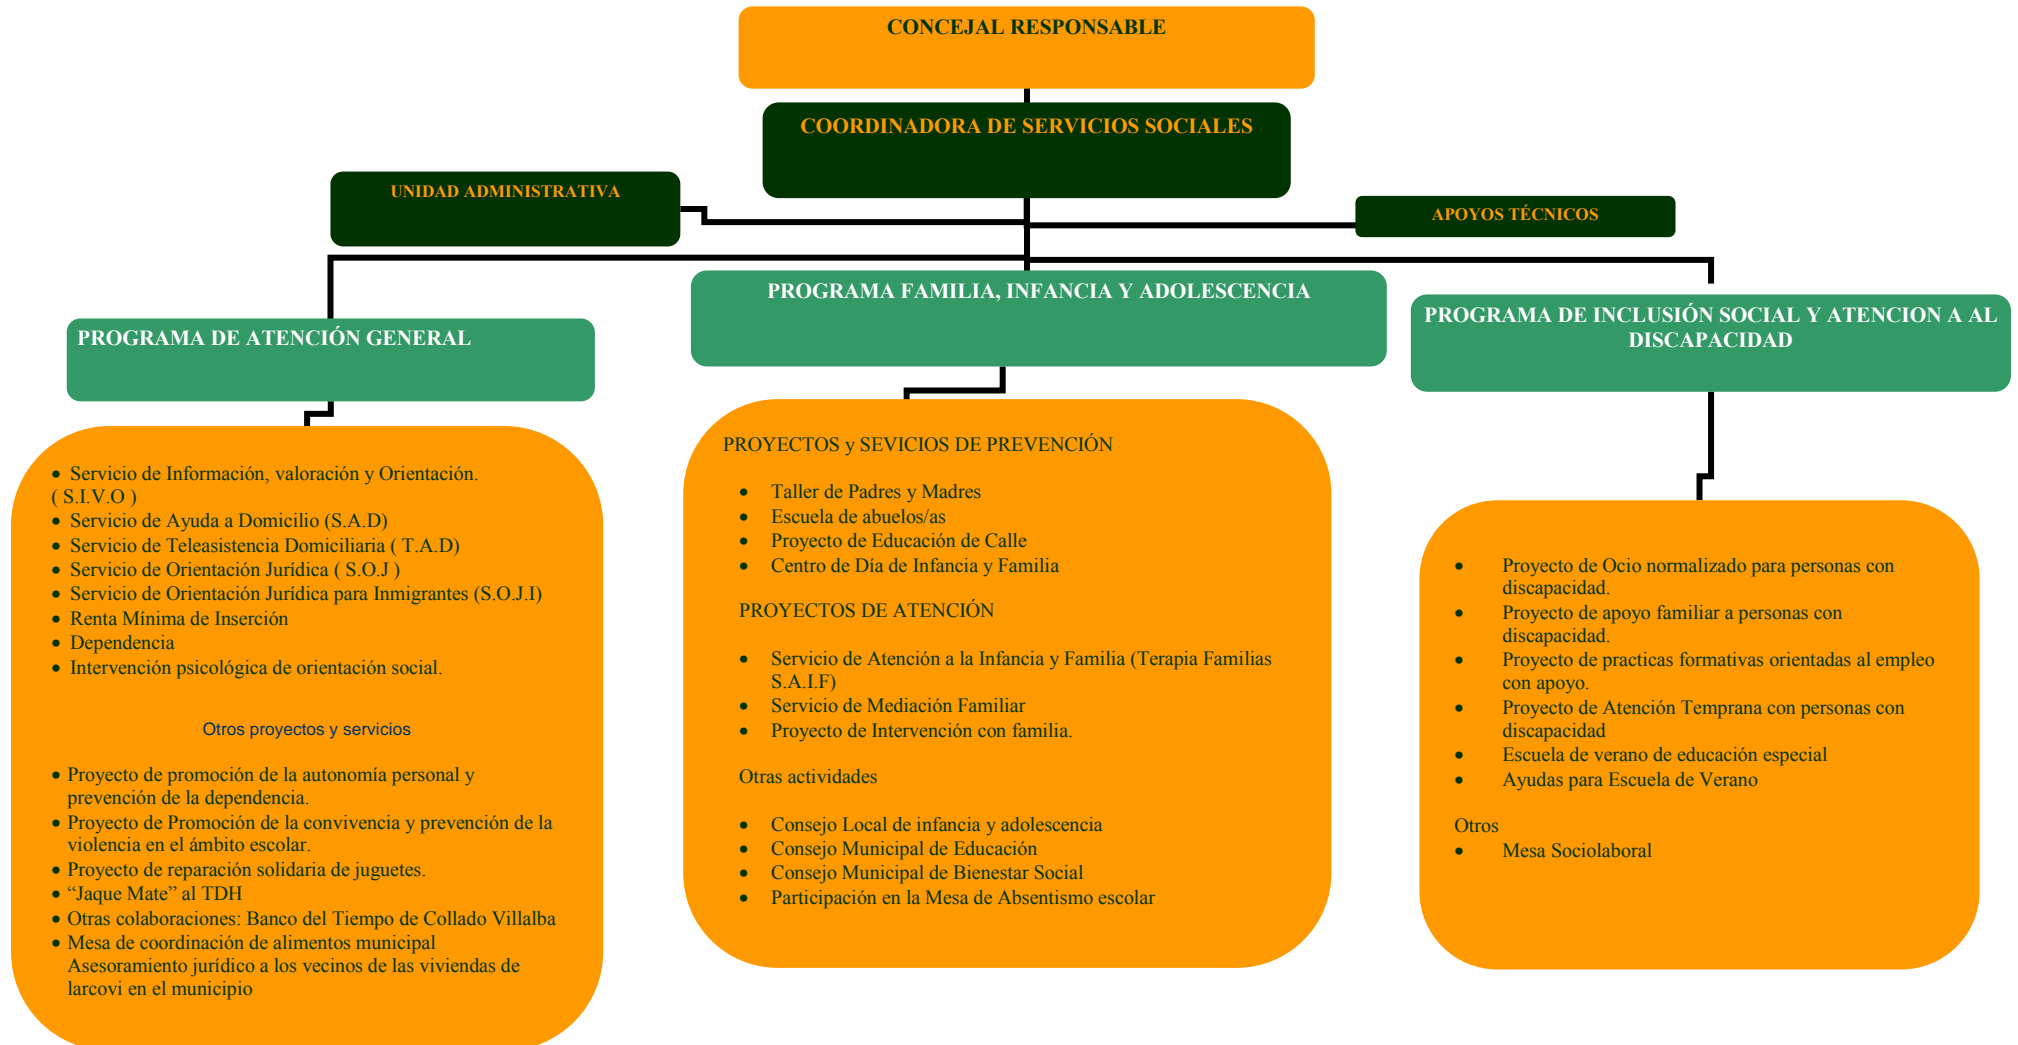 CONCEJAL RESPONSABLE
COORDINADORA DE SERVICIOS SOCIALES
UNIDAD ADMINISTRATIVA
APOYOS TÉCNICOS
PROGRAMA DE ATENCIÓN GENERAL
PROGRAMA FAMILIA, INFANCIA Y ADOLESCENCIA
PROGRAMA DE INCLUSIÓN SOCIAL Y ATENCION A AL
DISCAPACIDAD
• Servicio de Información, valoración y Orientación.
( S.I.V.O )
• Servicio de Ayuda a Domicilio (S.A.D)
• Servicio de Teleasistencia Domiciliaria ( T.A.D)
• Servicio de Orientación Jurídica ( S.O.J )
• Servicio de Orientación Jurídica para Inmigrantes (S.O.J.I)
• Renta Mínima de Inserción
• Dependencia
• Intervención psicológica de orientación social.
Otros proyectos y servicios
• Proyecto de promoción de la autonomía personal y
prevención de la dependencia.
• Proyecto de Promoción de la convivencia y prevención de la
violencia en el ámbito escolar.
• Proyecto de reparación solidaria de juguetes.
• “Jaque Mate” al TDH
• Otras colaboraciones: Banco del Tiempo de Collado Villalba
• Mesa de coordinación de alimentos municipal
Asesoramiento jurídico a los vecinos de las viviendas de
larcovi en el municipio
PROYECTOS y SEVICIOS DE PREVENCIÓN
• Taller de Padres y Madres
• Escuela de abuelos/as
• Proyecto de Educación de Calle
• Centro de Día de Infancia y Familia
PROYECTOS DE ATENCIÓN
• Servicio de Atención a la Infancia y Familia (Terapia Familias
S.A.I.F)
• Servicio de Mediación Familiar
• Proyecto de Intervención con familia.
Otras actividades
• Consejo Local de infancia y adolescencia
• Consejo Municipal de Educación
• Consejo Municipal de Bienestar Social
• Participación en la Mesa de Absentismo escolar
• Proyecto de Ocio normalizado para personas con
discapacidad.
• Proyecto de apoyo familiar a personas con
discapacidad.
• Proyecto de practicas formativas orientadas al empleo
con apoyo.
• Proyecto de Atención Temprana con personas con
discapacidad
• Escuela de verano de educación especial
• Ayudas para Escuela de Verano
Otros
• Mesa Sociolaboral